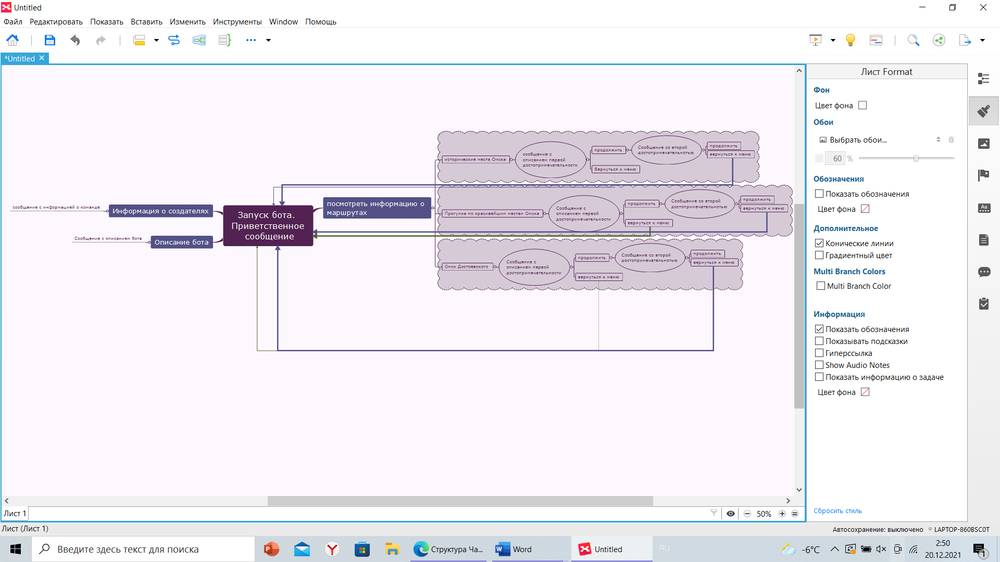 Untitled
Файл Редактировать Показать Вставить Изменить Инструменты Window Помощь
*Untitled
Лист Format
Фон
Цвет фона
Обои
Выбрать обои...
60 %
Обозначения
Показать обозначения
Цвет фона
Дополнительное
Конические линии
Градиентный цвет
Multi Branch Colors
Multi Branch Color
Информация
Показать обозначения
Показывать подсказки
Гиперссылка
Show Audio Notes
Показать информацию о задаче
Цвет фона
Сбросить стиль
сообщение с информацией о команде
Информация о создателях
Сообщение с описанием бота
Описание бота
Запуск бота.
Приветственное
сообщение
посмотреть информацию о
маршрутах
исторические места Омска
сообщение с
описанием первой
достопримечательности
продолжить
Вернуться к меню
Сообщение со второй
достопримечательнотью
продолжить
вернуться к меню
Прогулка по красивейшим местам Омска
Сообщение с
описанием первой
достопримечательности
продолжить
вернуться к меню
Сообщение со второй
достопримечательнотью
продолжить
вернуться к меню
Омск Достоевского
Сообщение с
описанием первой
достопримечательности
продолжить
вернуться к меню
Сообщение со второй
достопримечательнотью
продолжить
вернуться к меню
Лист 1
50%
Лист (Лист 1)
Автосохранение: выключено LAPTOP-860BSC0T
Введите здесь текст для поиска
Структура Ча...
Word
Untitled
RU
-6°C
2:50
20.12.2021
1